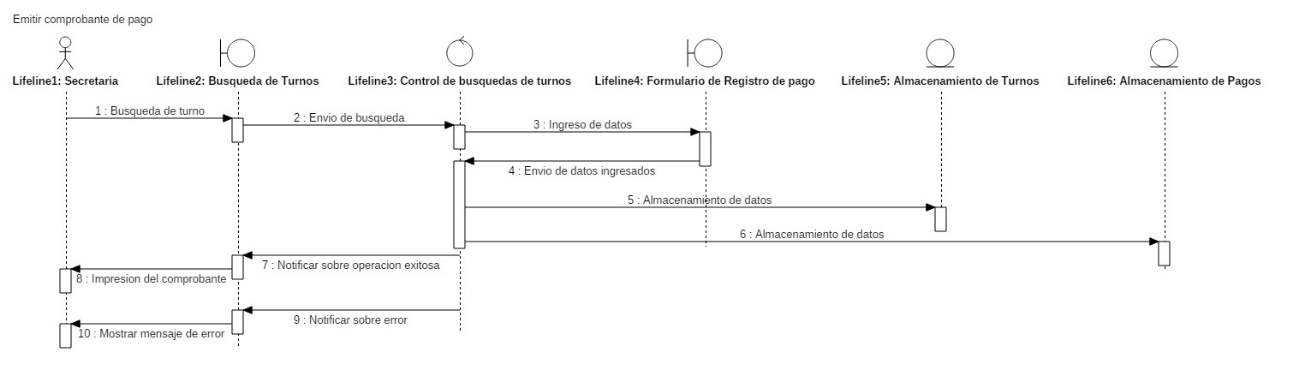 Emitir comprobante de pago
Lifeline1: Secretaria
Lifeline2: Busqueda de Turnos
Lifeline3: Control de busquedas de turnos
Lifeline4: Formulario de Registro de pago
Lifeline5: Almacenamiento de Turnos
Lifeline6: Almacenamiento de Pagos
1 : Busqueda de turno
2 : Envio de busqueda
3 : Ingreso de datos
4 : Envio de datos ingresados
5 : Almacenamiento de datos
6 : Almacenamiento de datos
7 : Notificar sobre operacion exitosa
8 : Impresion del comprobante
9 : Notificar sobre error
10 : Mostrar mensaje de error